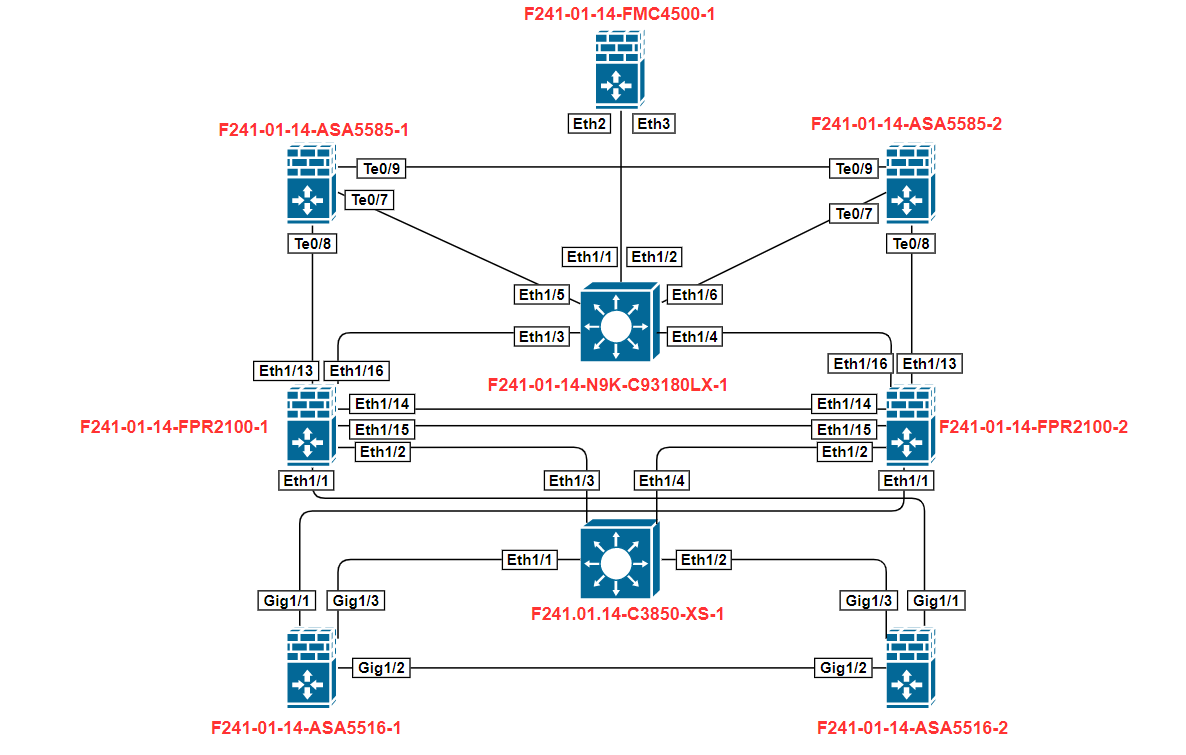 F241-01-14-FMC4500-1
Eth2
Eth3
F241-01-14-ASA5585-1
F241-01-14-ASA5585-2
Te0/9
Te0/9
Te0/7
Te0/7
Te0/8
Te0/8
Eth1/1
Eth1/2
Eth1/5
Eth1/6
Eth1/3
Eth1/4
F241-01-14-N9K-C93180LX-1
Eth1/13
Eth1/16
Eth1/16
Eth1/13
Eth1/14
Eth1/14
F241-01-14-FPR2100-1
Eth1/15
Eth1/15
F241-01-14-FPR2100-2
Eth1/2
Eth1/2
Eth1/1
Eth1/3
Eth1/4
Eth1/1
Eth1/1
Eth1/2
Gig1/1
Gig1/3
Gig1/3
Gig1/1
F241.01.14-C3850-XS-1
Gig1/2
Gig1/2
F241-01-14-ASA5516-1
F241-01-14-ASA5516-2